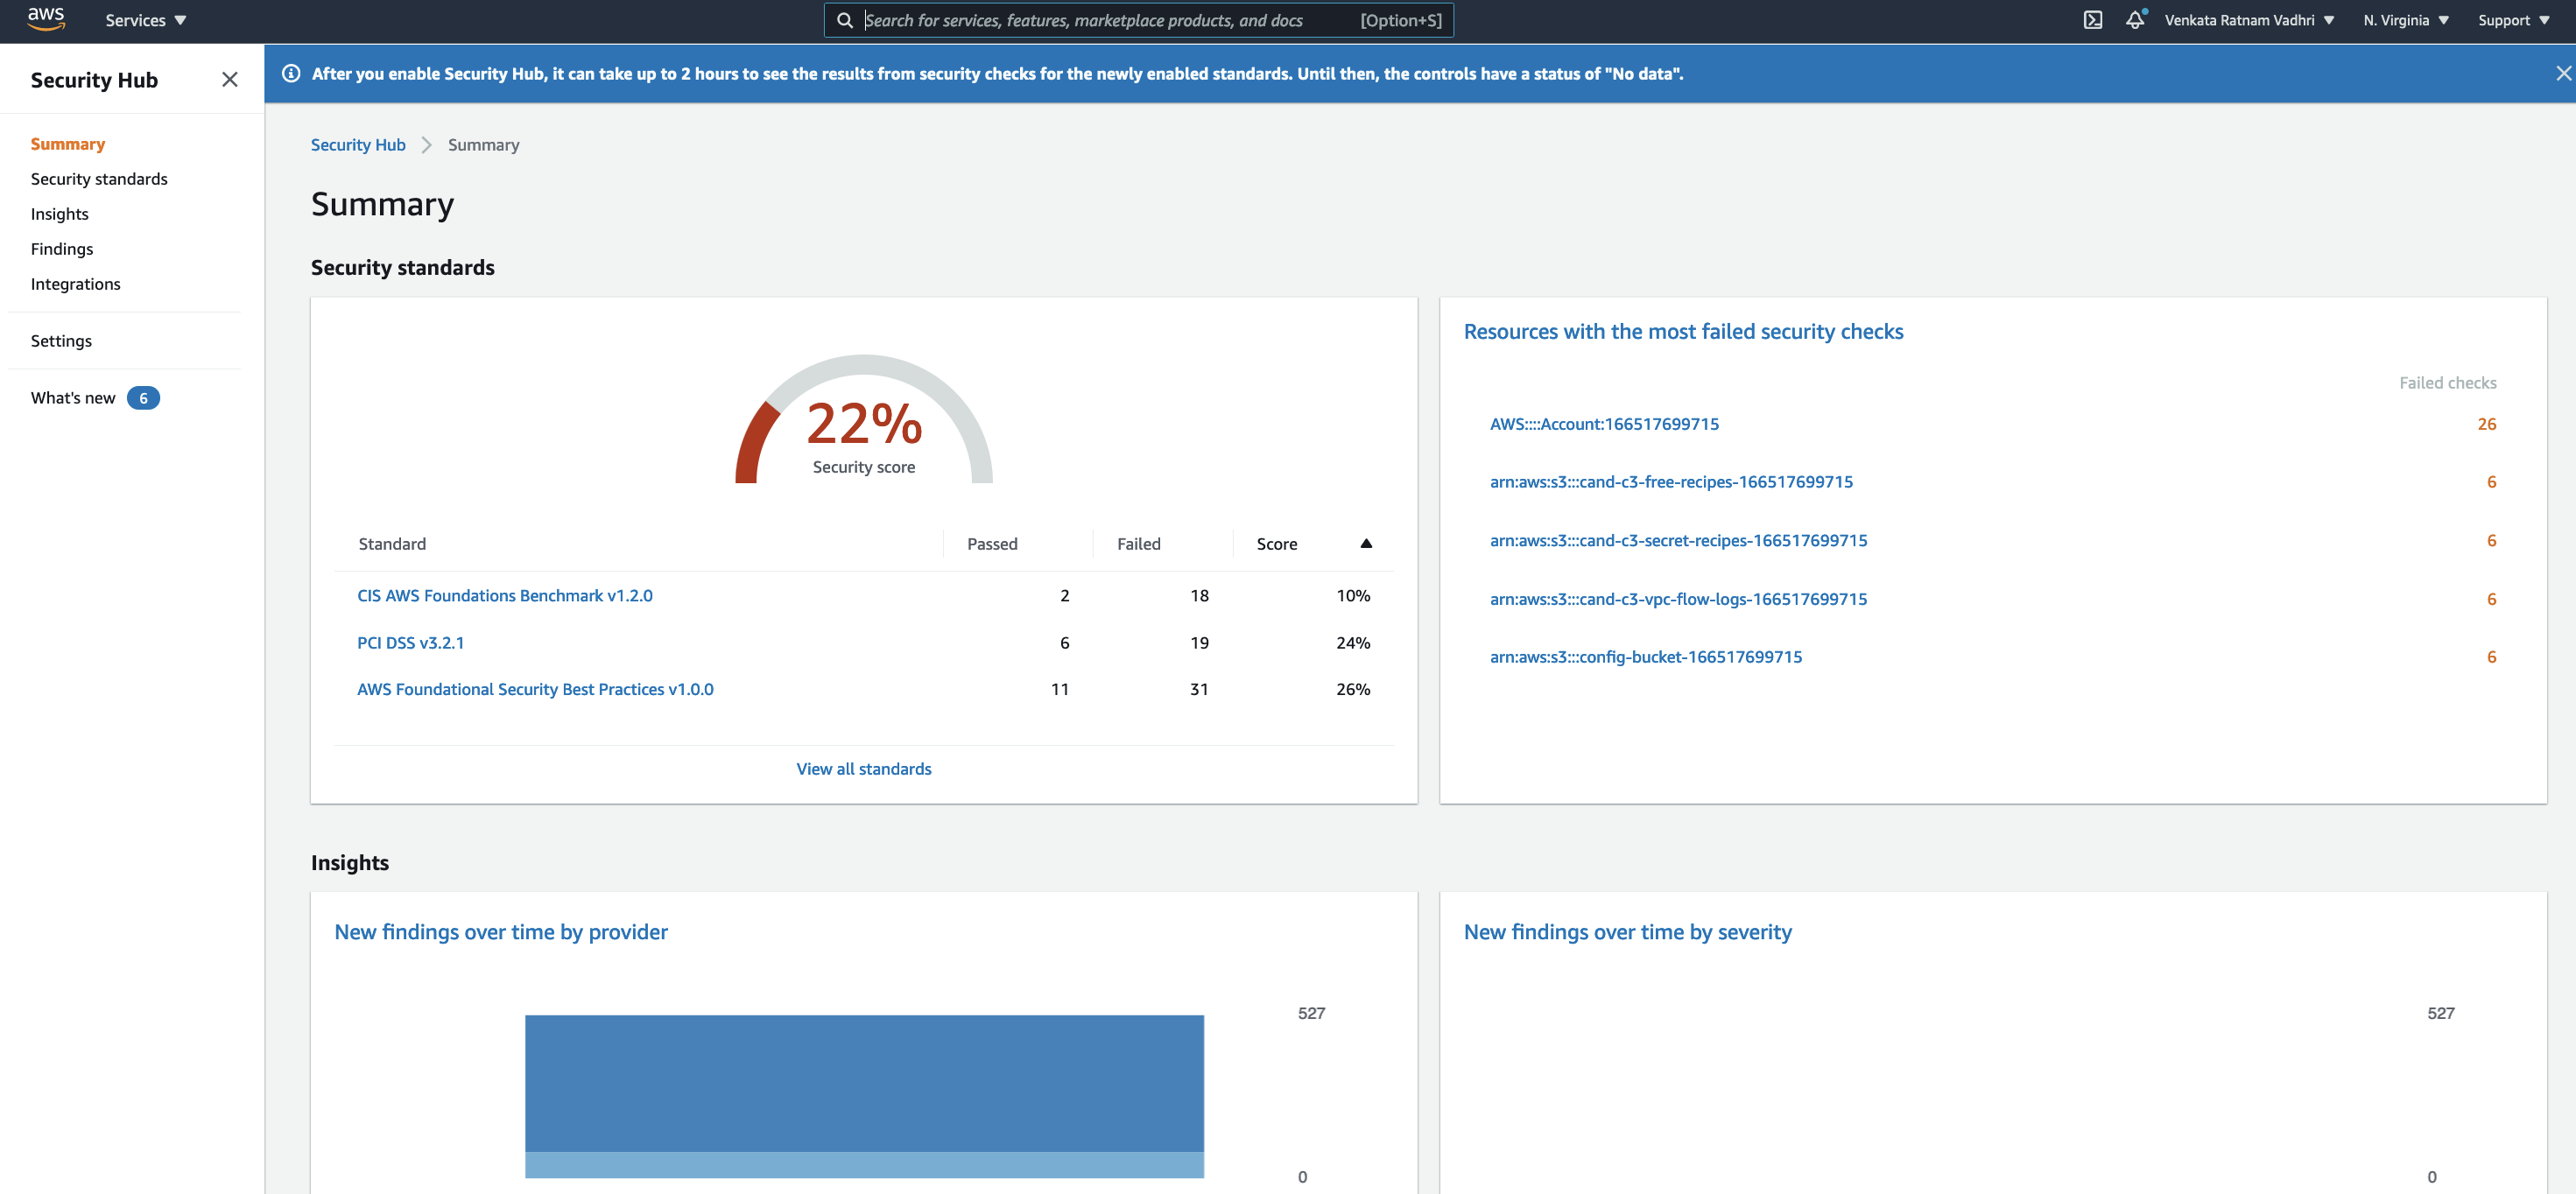 aws
Services
Search for services, features, marketplace products, and docs [Option+S]
Venkata Ratnam Vadhri
N. Virginia
Support
Security Hub
After you enable Security Hub, it can take up to 2 hours to see the results from security checks for the newly enabled standards. Until then, the controls have a status of "No data".
Summary
Security standards
Insights
Findings
Integrations
Settings
What's new 6
Security Hub Summary
Summary
Security standards
22%
Security score
Standard Passed Failed Score
CIS AWS Foundations Benchmark v1.2.0 2 18 10%
PCI DSS v3.2.1 6 19 24%
AWS Foundational Security Best Practices v1.0.0 11 31 26%
View all standards
Resources with the most failed security checks
Failed checks
AWS::::Account:166517699715 26
arn:aws:s3:::cand-c3-free-recipes-166517699715 6
arn:aws:s3:::cand-c3-secret-recipes-166517699715 6
arn:aws:s3:::cand-c3-vpc-flow-logs-166517699715 6
arn:aws:s3:::config-bucket-166517699715 6
Insights
New findings over time by provider
527
0
New findings over time by severity
527
0